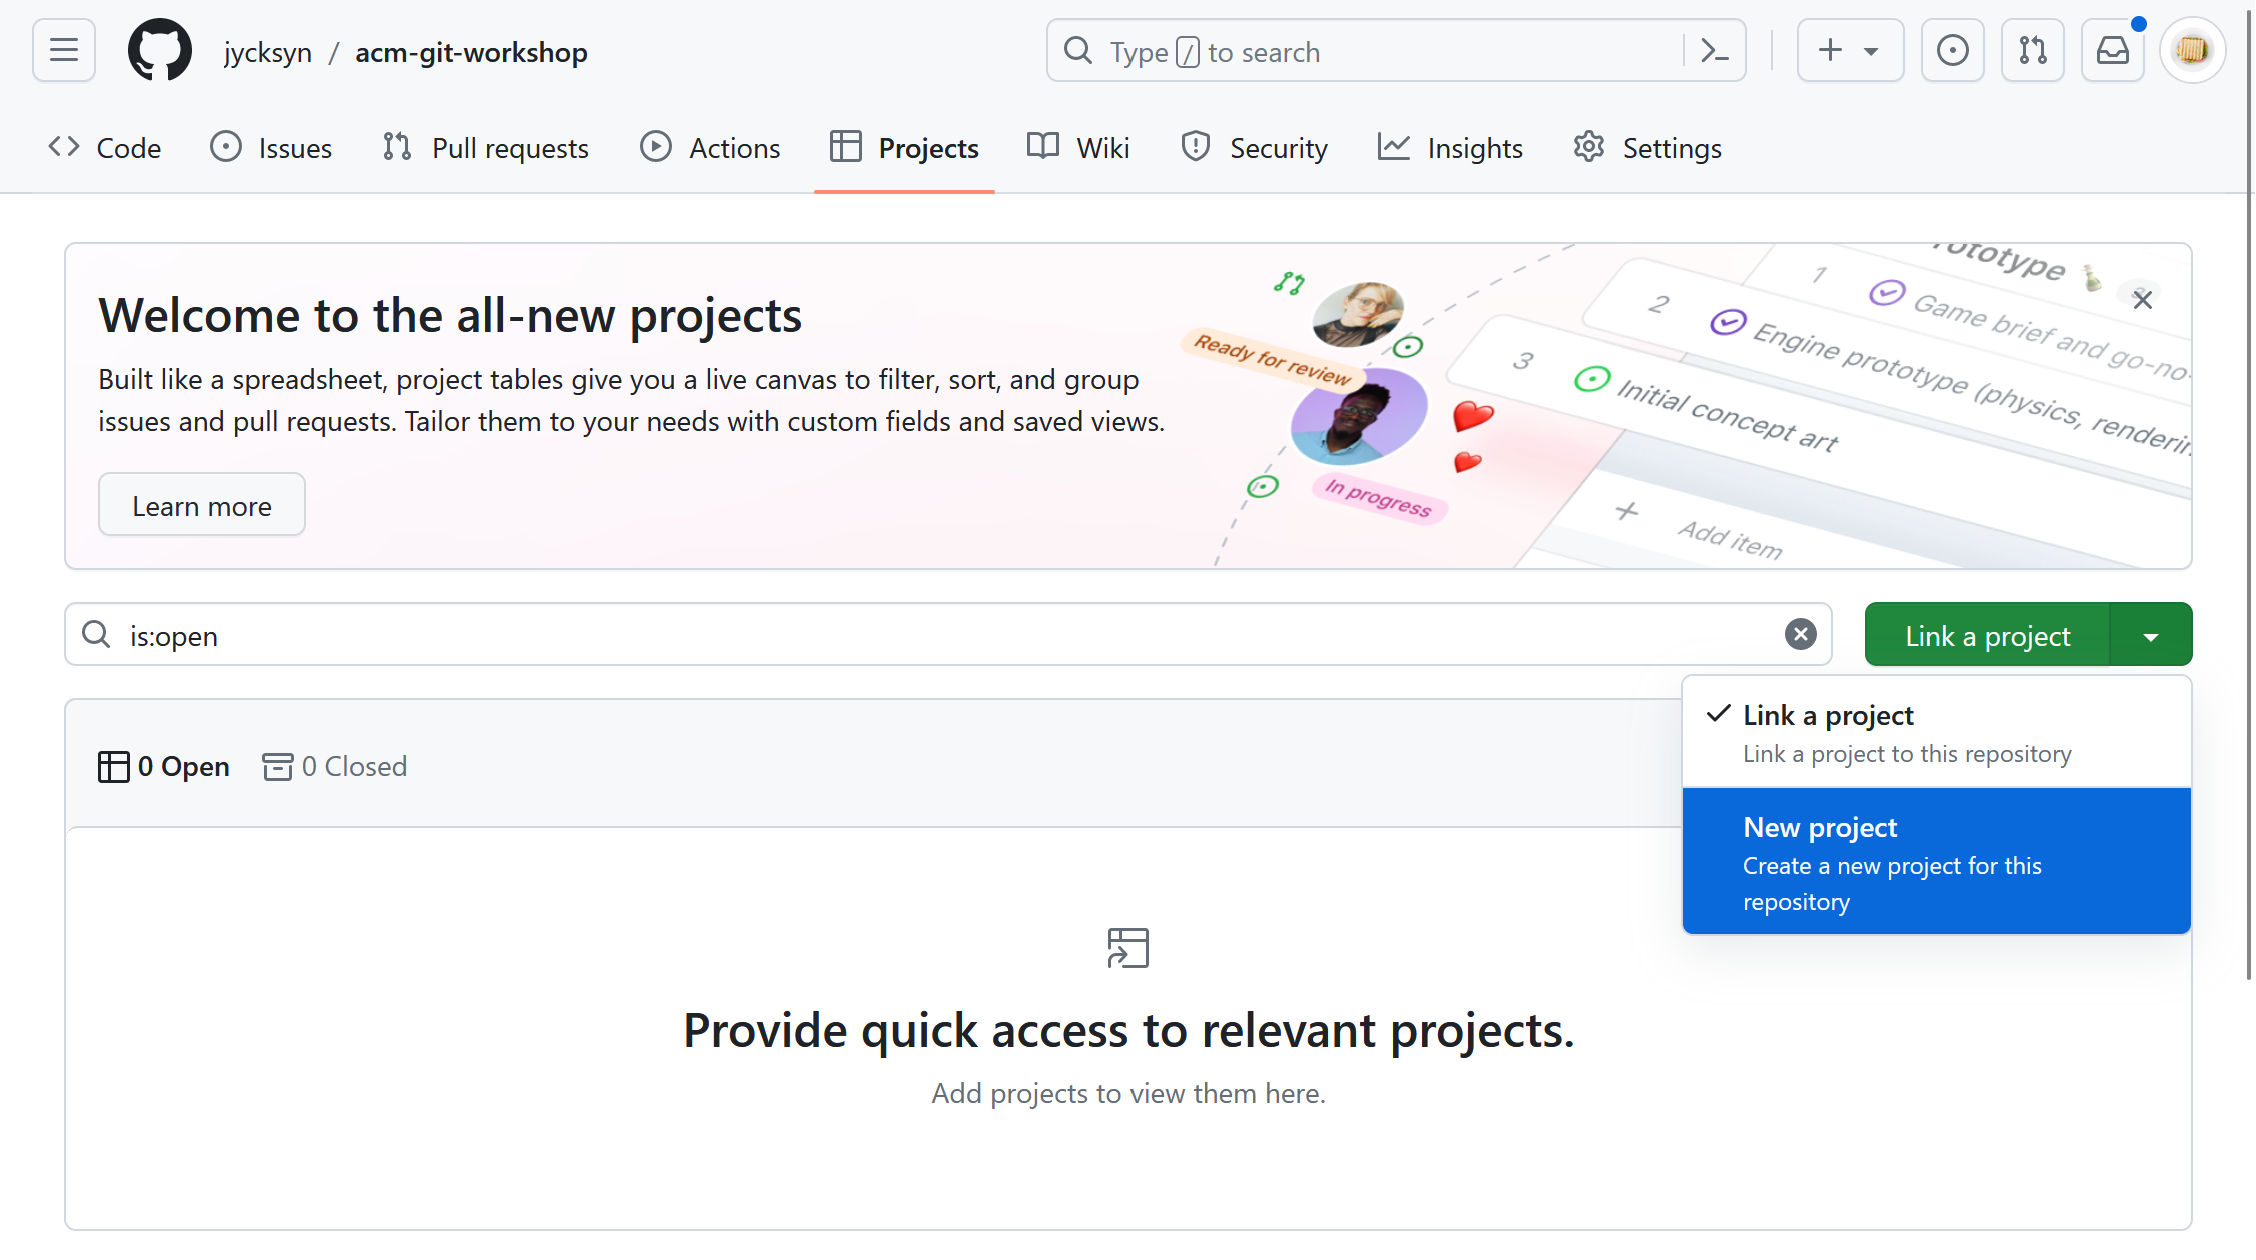 jycksyn / acm-git-workshop
Type / to search
Code Issues Pull requests Actions Projects Wiki Security Insights Settings
Welcome to the all-new projects
Built like a spreadsheet, project tables give you a live canvas to filter, sort, and group
issues and pull requests. Tailor them to your needs with custom fields and saved views.
Learn more
Ready for review
In progress
1 Game brief and go-no-
2 Engine prototype (physics, renderin
3 Initial concept art
+ Add item
is:open
Link a project
Link a project
Link a project to this repository
New project
Create a new project for this
repository
0 Open 0 Closed
Provide quick access to relevant projects.
Add projects to view them here.